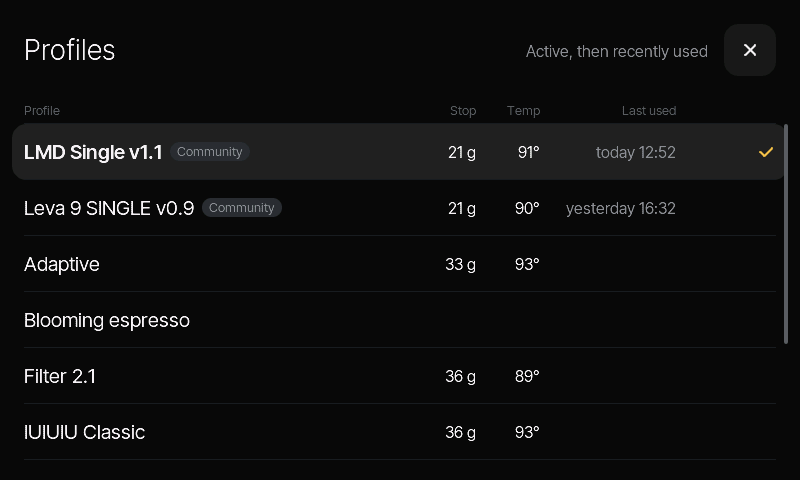 Profiles
Active, then recently used
Profile Stop Temp Last used
LMD Single v1.1 Community 21 g 91° today 12:52
Leva 9 SINGLE v0.9 Community 21 g 90° yesterday 16:32
Adaptive 33 g 93°
Blooming espresso
Filter 2.1 36 g 89°
IUIUIU Classic 36 g 93°